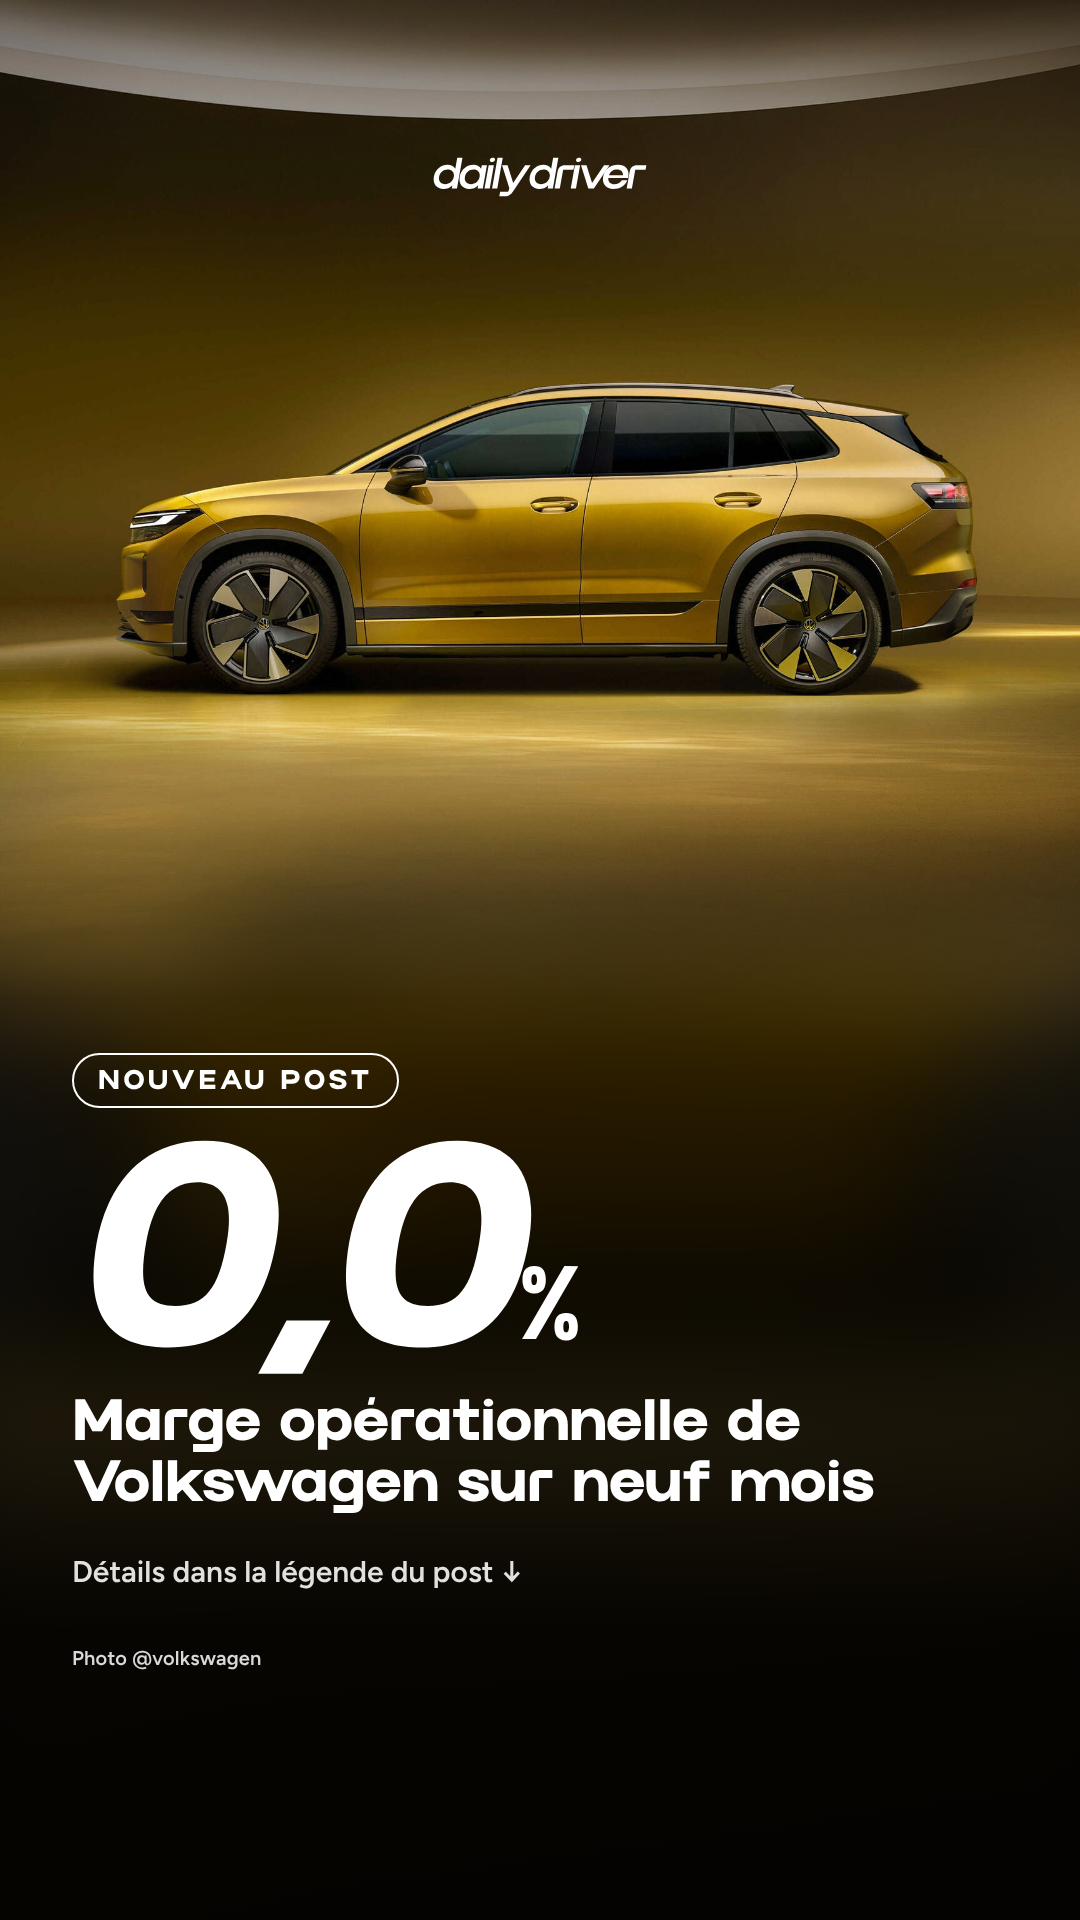 dailydriver
NOUVEAU POST
0,0%
Marge opérationnelle de
Volkswagen sur neuf mois
Détails dans la légende du post ↓
Photo @volkswagen